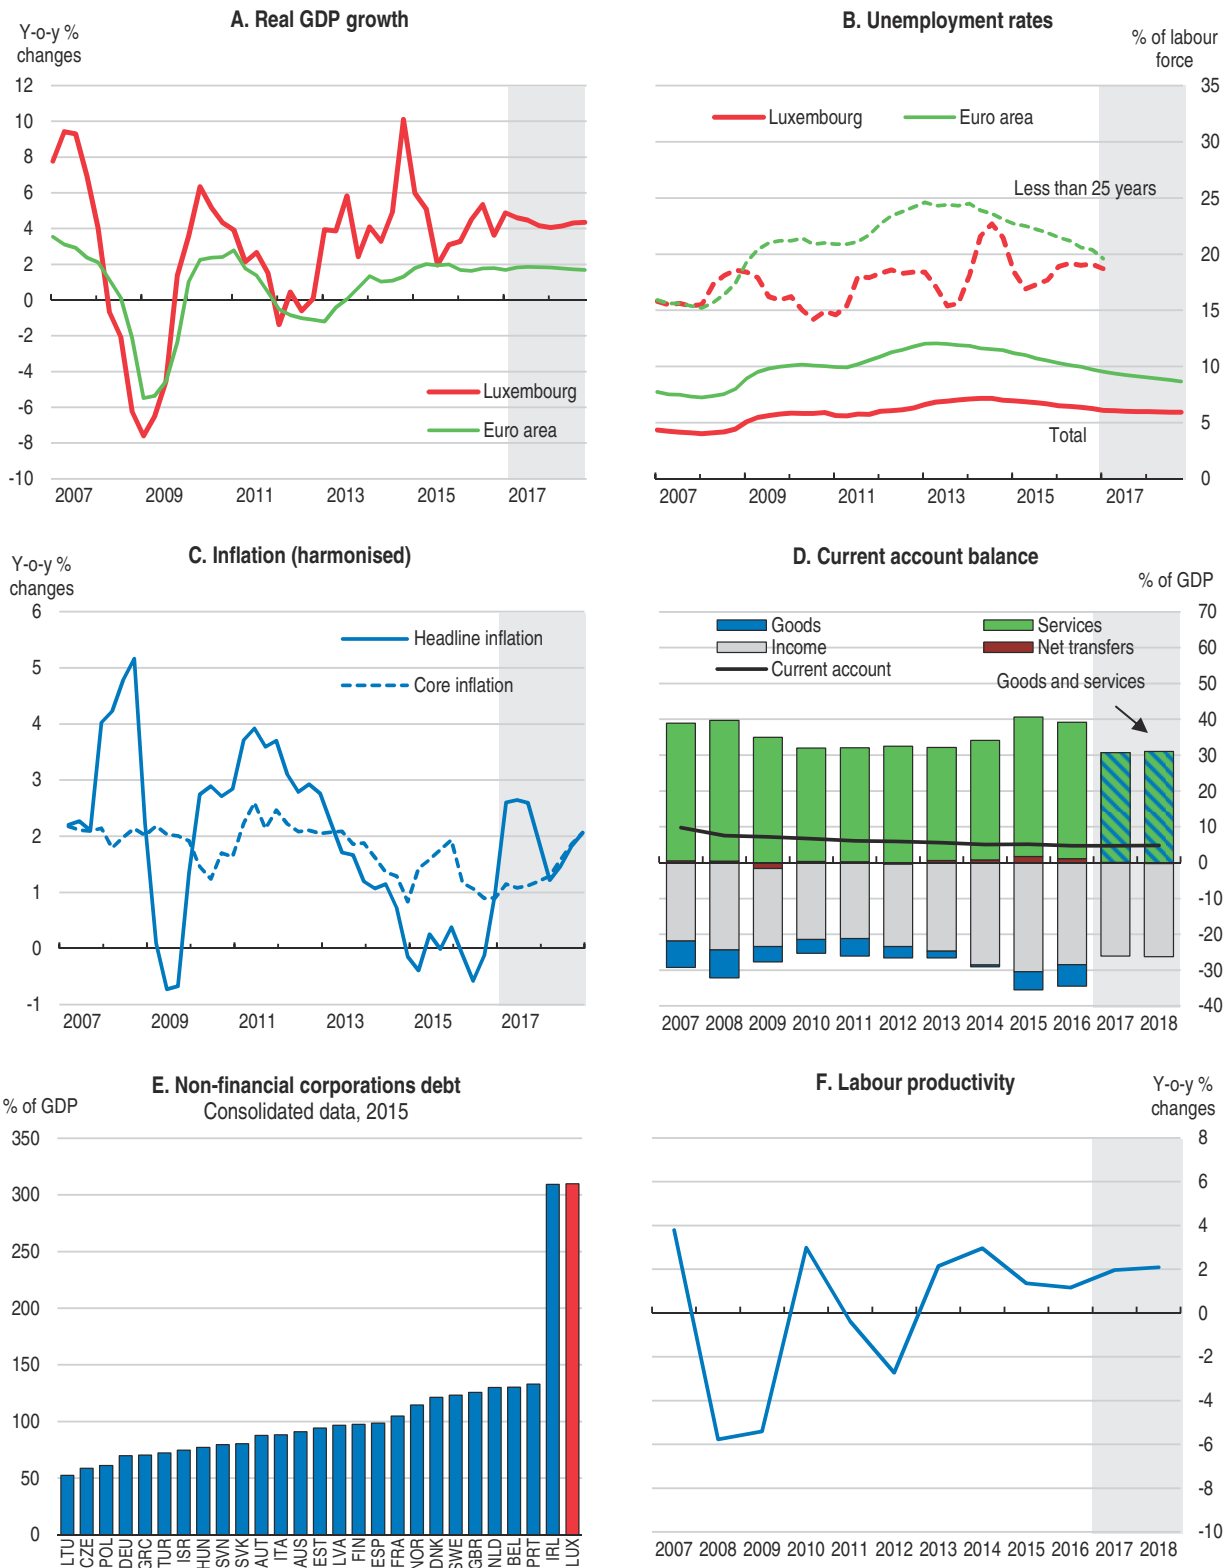 A. Real GDP growth
Y-o-y %
changes
12
10
8
6
4
2
0
-2
-4
-6
-8
-10
Luxembourg
Euro area
2007
2009
2011
2013
2015
2017
B. Unemployment rates
% of labour
force
35
30
25
20
15
10
5
0
Luxembourg
Euro area
Less than 25 years
Total
2007
2009
2011
2013
2015
2017
C. Inflation (harmonised)
Y-o-y %
changes
6
5
4
3
2
1
0
-1
Headline inflation
Core inflation
2007
2009
2011
2013
2015
2017
D. Current account balance
% of GDP
70
60
50
40
30
20
10
0
-10
-20
-30
-40
Goods
Services
Income
Net transfers
Current account
Goods and services
2007 2008 2009 2010 2011 2012 2013 2014 2015 2016 2017 2018
E. Non-financial corporations debt
Consolidated data, 2015
% of GDP
350
300
250
200
150
100
50
0
LTU
CZE
POL
DEU
GRC
TUR
ISR
HUN
SVN
SVK
AUT
ITA
AUS
EST
LVA
FIN
ESP
FRA
NOR
DNK
SWE
GBR
NLD
BEL
PRT
IRL
LUX
F. Labour productivity
Y-o-y %
changes
8
6
4
2
0
-2
-4
-6
-8
-10
2007 2008 2009 2010 2011 2012 2013 2014 2015 2016 2017 2018